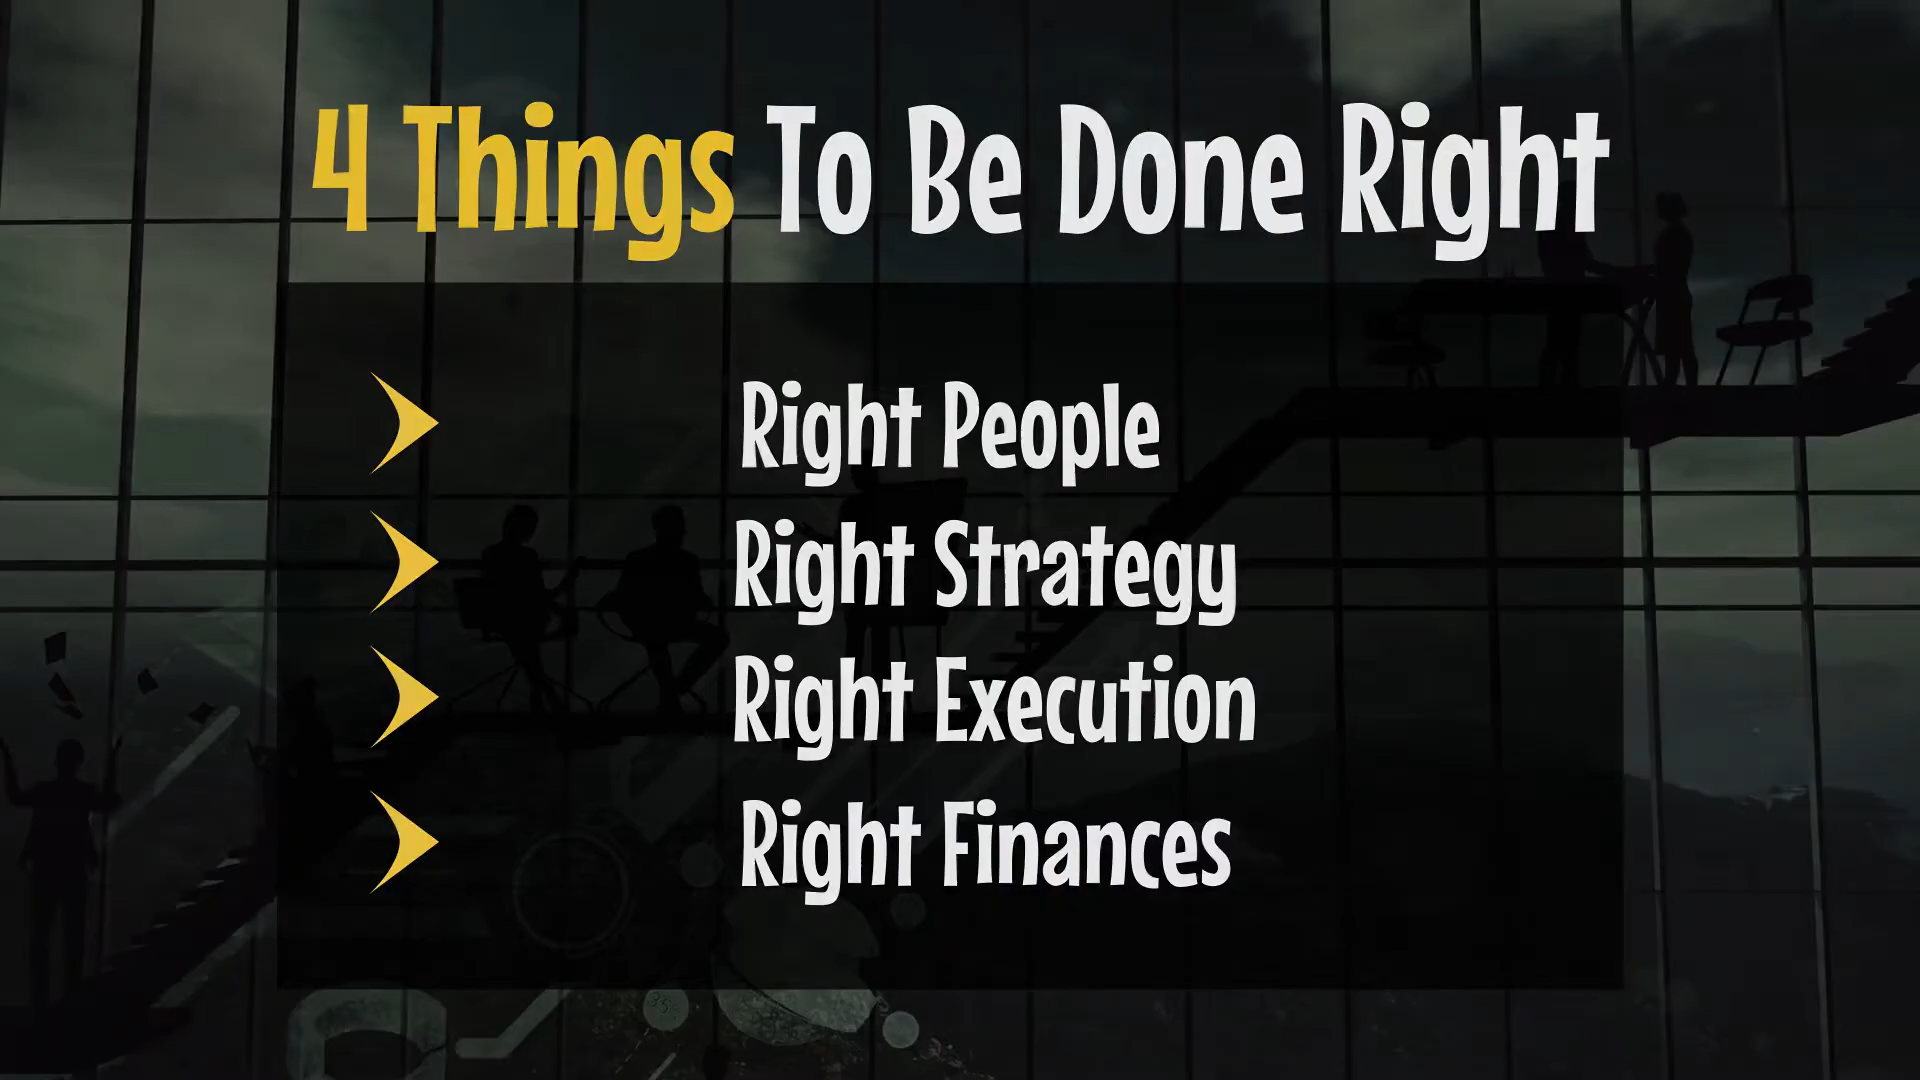 4 Things To Be Done Right
Right People
Right Strategy
Right Execution
Right Finances